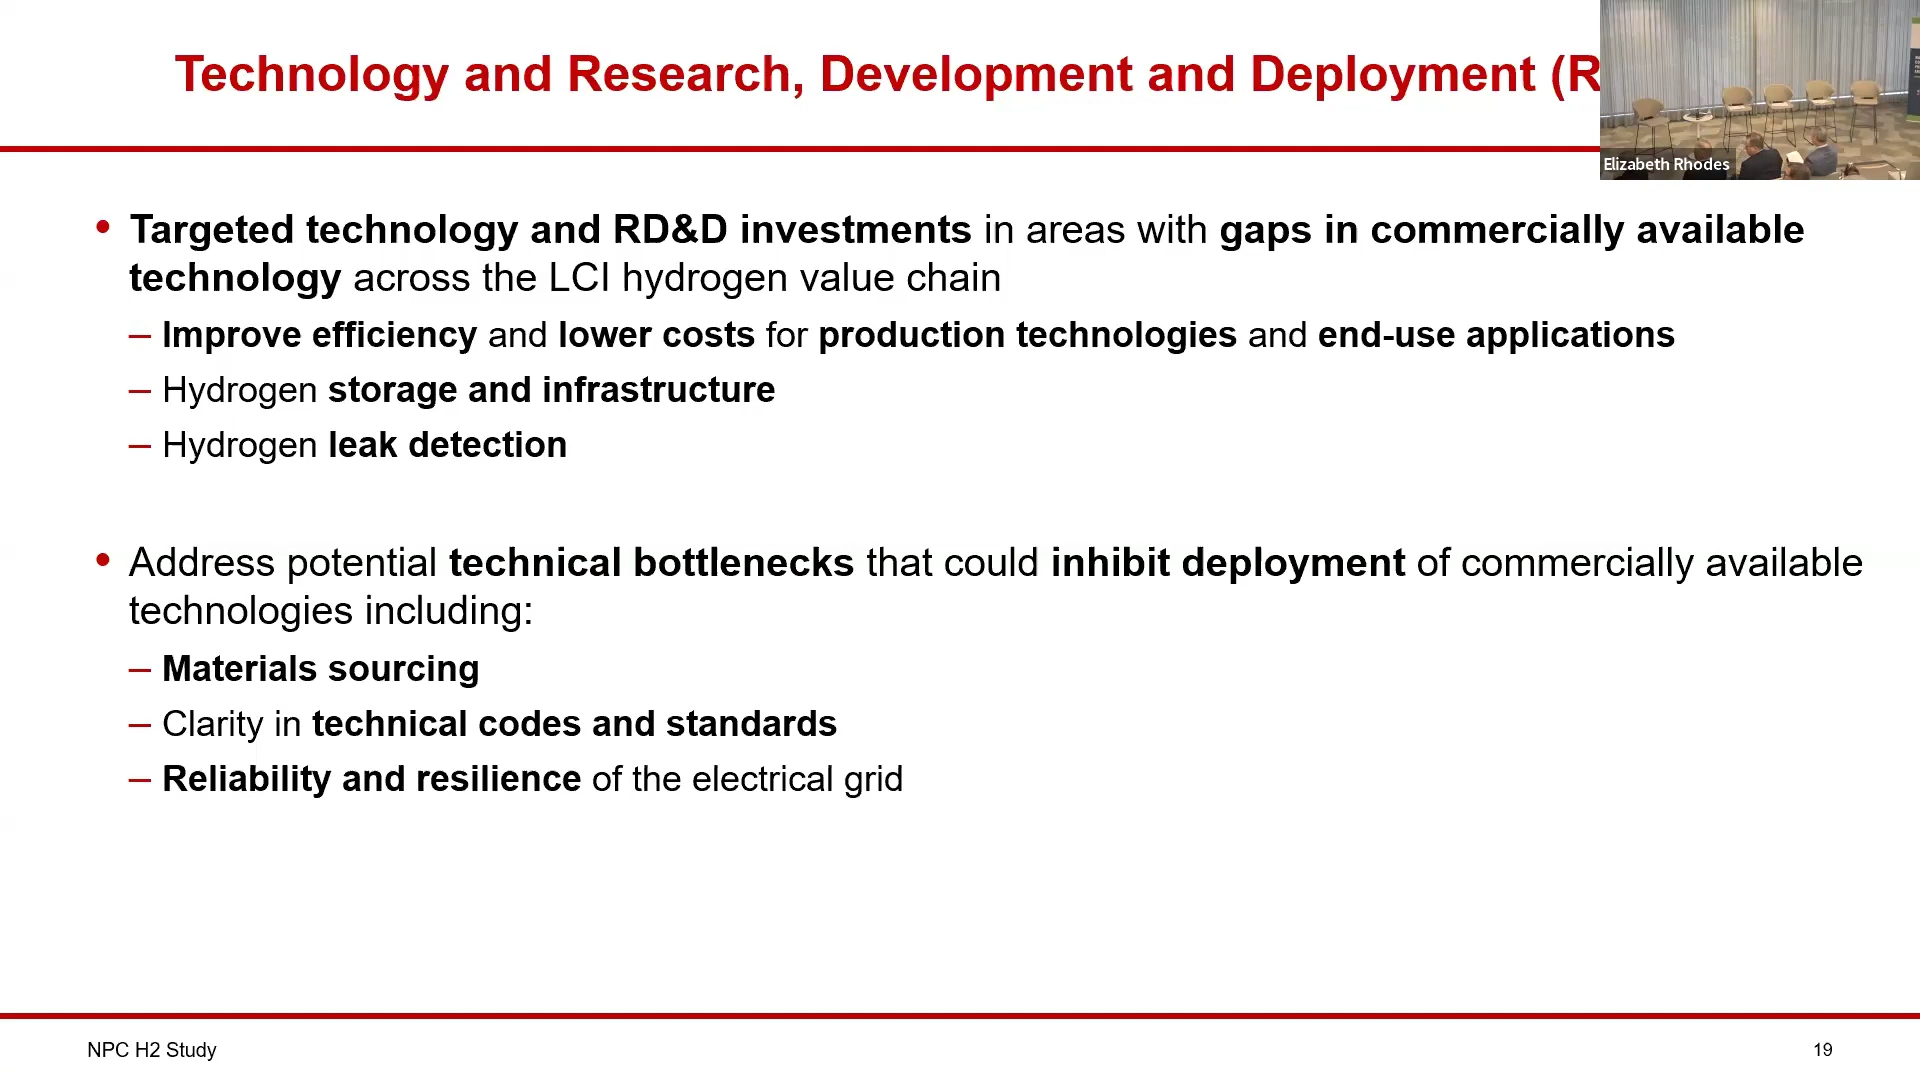 Technology and Research, Development and Deployment (R
Elizabeth Rhodes
• Targeted technology and RD&D investments in areas with gaps in commercially available
technology across the LCI hydrogen value chain
– Improve efficiency and lower costs for production technologies and end-use applications
– Hydrogen storage and infrastructure
– Hydrogen leak detection
• Address potential technical bottlenecks that could inhibit deployment of commercially available
technologies including:
– Materials sourcing
– Clarity in technical codes and standards
– Reliability and resilience of the electrical grid
NPC H2 Study
19